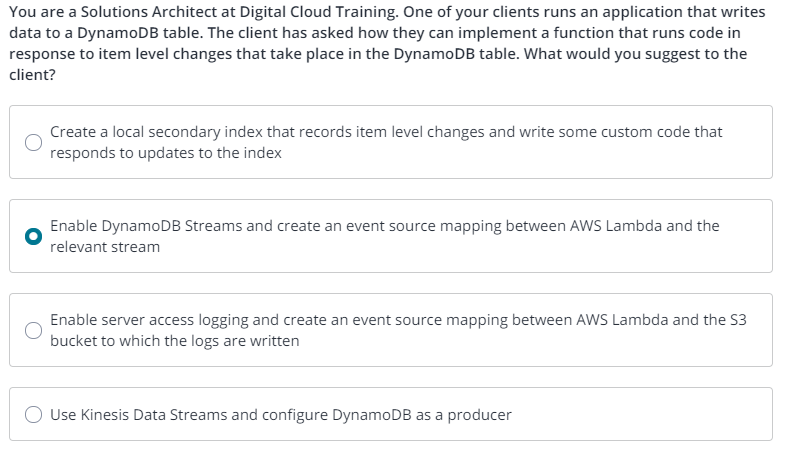 You are a Solutions Architect at Digital Cloud Training. One of your clients runs an application that writes
data to a DynamoDB table. The client has asked how they can implement a function that runs code in
response to item level changes that take place in the DynamoDB table. What would you suggest to the
client?
Create a local secondary index that records item level changes and write some custom code that
responds to updates to the index
Enable DynamoDB Streams and create an event source mapping between AWS Lambda and the
relevant stream
Enable server access logging and create an event source mapping between AWS Lambda and the S3
bucket to which the logs are written
Use Kinesis Data Streams and configure DynamoDB as a producer